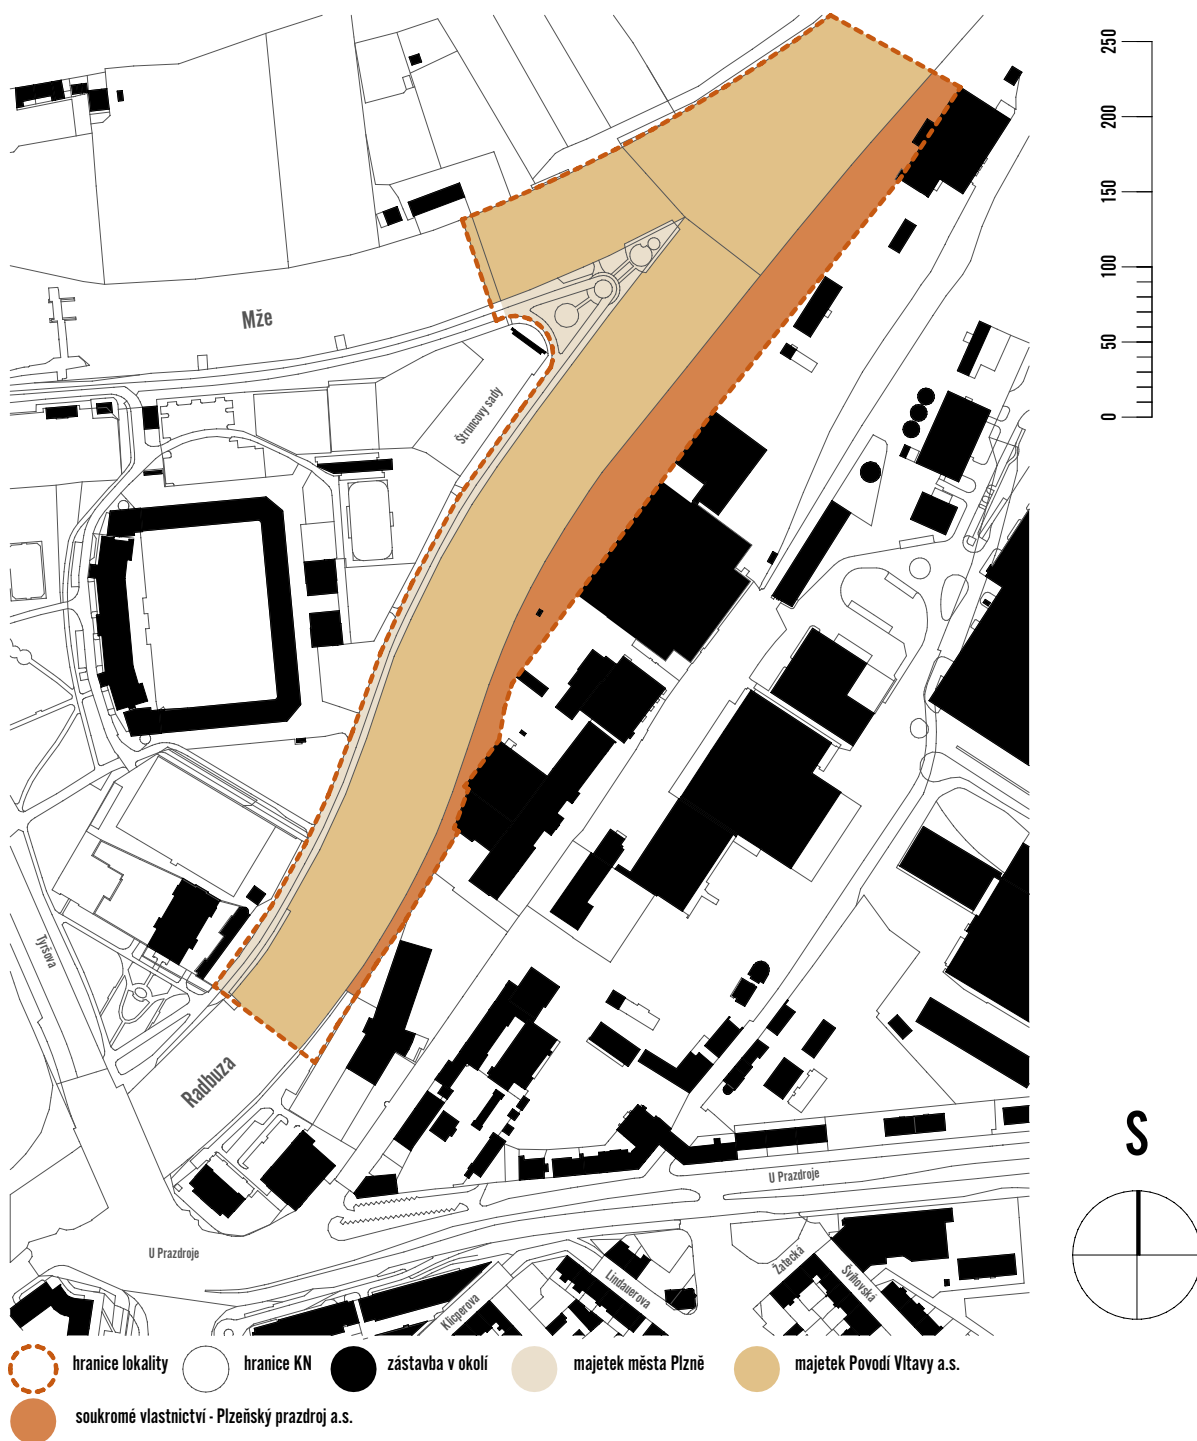 250
200
150
100
50
0
Mže
Štruncovy sady
Tyršova
Radbuza
S
U Prazdroje
U Prazdroje
Žatecká
Švihovská
Lindauerova
Klicperova
hranice lokality
hranice KN
zástavba v okolí
majetek města Plzně
majetek Povodí Vltavy a.s.
soukromé vlastnictví - Plzeňský prazdroj a.s.